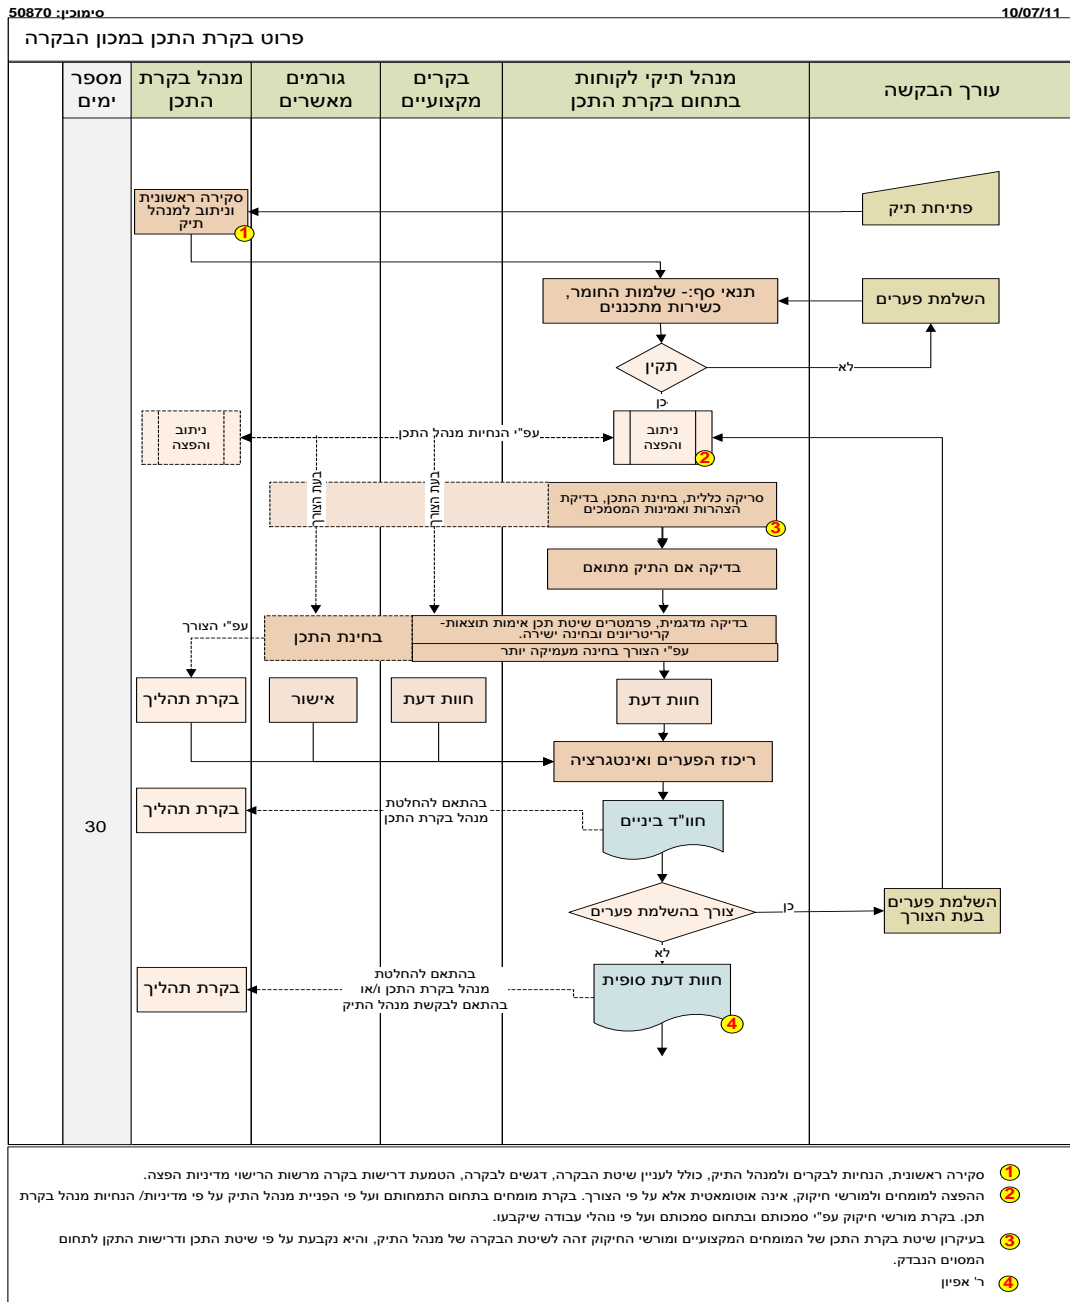 סימוכין: 50870
10/07/11
פרוט בקרת התכן במכון הבקרה
עורך הבקשה
מנהל תיקי לקוחות
בתחום בקרת התכן
בקרים
מקצועיים
גורמים
מאשרים
מנהל בקרת
התכן
מספר
ימים
פתיחת תיק
סקירה ראשונית
וניתוב למנהל
תיק
1
תנאי סף:- שלמות החומר,
כשירות מתכננים
השלמת פערים
תקין
לא
כן
ניתוב
והפצה
2
עפ"י הנחיות מנהל התכן
ניתוב
והפצה
בעת הצורך
בעת הצורך
סריקה כללית, בחינת התכן, בדיקת
הצהרות ואמינות המסמכים
3
בדיקה אם התיק מתואם
בדיקה מדגמית, פרמטרים שיטת תכן אימות תוצאות-
קריטריונים ובחינה ישירה.
עפ"י הצורך בחינה מעמיקה יותר
בחינת התכן
עפ"י הצורך
חוות דעת
חוות דעת
אישור
בקרת תהליך
ריכוז הפערים ואינטגרציה
חוו"ד ביניים
בהתאם להחלטת
מנהל בקרת התכן
בקרת תהליך
30
צורך בהשלמת פערים
כן
השלמת פערים
בעת הצורך
לא
חוות דעת סופית
4
בהתאם להחלטת
מנהל בקרת התכן ו/או
בהתאם לבקשת מנהל התיק
בקרת תהליך
1 סקירה ראשונית, הנחיות לבקרים ולמנהל התיק, כולל לעניין שיטת הבקרה, דגשים לבקרה, הטמעת דרישות בקרה מרשות הרישוי מדיניות הפצה.
2 ההפצה למומחים ולמורשי חיקוק, אינה אוטומאטית אלא על פי הצורך. בקרת מומחים בתחום התמחותם ועל פי הפניית מנהל התיק על פי מדיניות/ הנחיות מנהל בקרת
תכן. בקרת מורשי חיקוק עפ"י סמכותם ובתחום סמכותם ועל פי נוהלי עבודה שיקבעו.
3 בעיקרון שיטת בקרת התכן של המומחים המקצועיים ומורשי החיקוק זהה לשיטת הבקרה של מנהל התיק, והיא נקבעת על פי שיטת התכן ודרישות התקן לתחום
המסוים הנבדק.
4 ר' אפיון